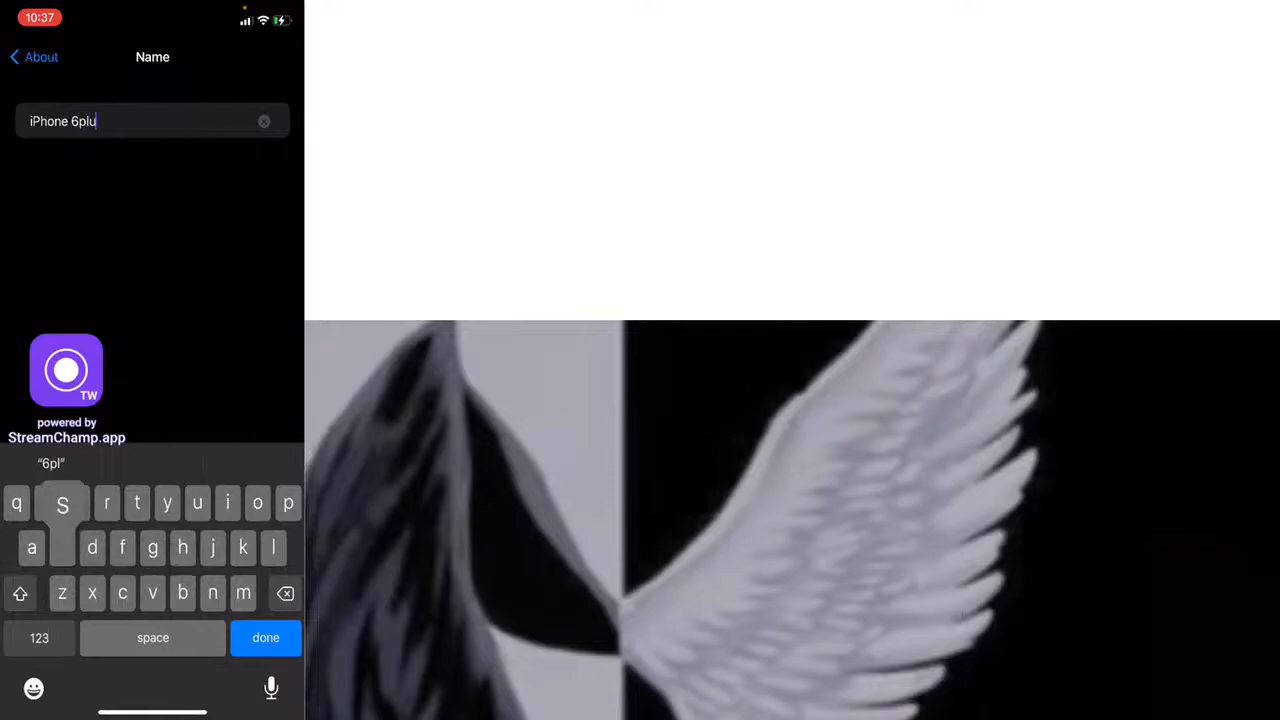 10:37
About
Name
iPhone 6plu
TW
powered by
StreamChamp.app
“6pl”
q S r t y u i o p
a d f g h j k l
z x c v b n m
123 space done